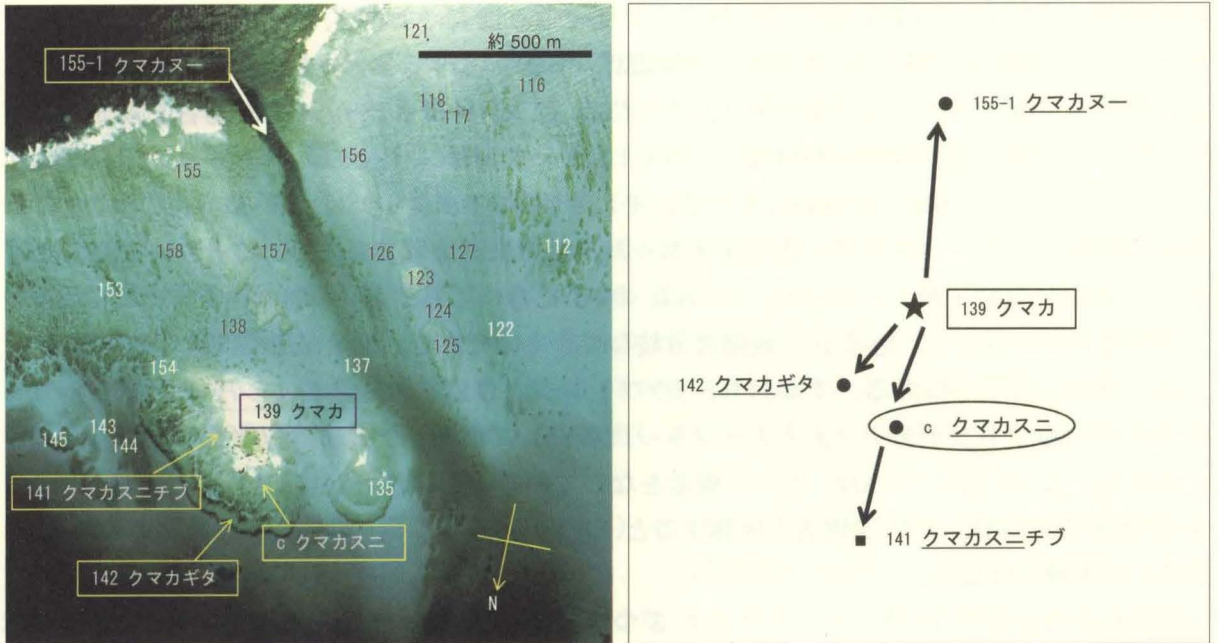 121
約 500 m
155-1 クマカヌー
116
118
117
156
155
158
157
126
127
112
123
153
124
138
122
125
154
137
139 クマカ
143
145
144
141 クマカスニチブ
135
c クマカスニ
142 クマカギタ
N
155-1 クマカヌー
139 クマカ
142 クマカギタ
c クマカスニ
141 クマカスニチブ